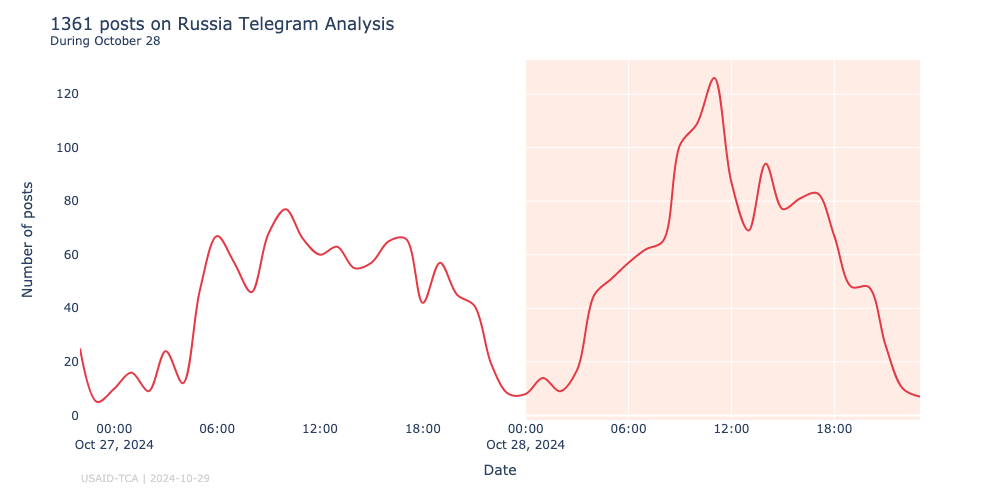 1361 posts on Russia Telegram Analysis
During October 28
Number of posts
120
100
80
60
40
20
0
00:00 06:00 12:00 18:00 00:00 06:00 12:00 18:00
Oct 27, 2024 Oct 28, 2024
Date
USAID-TCA | 2024-10-29